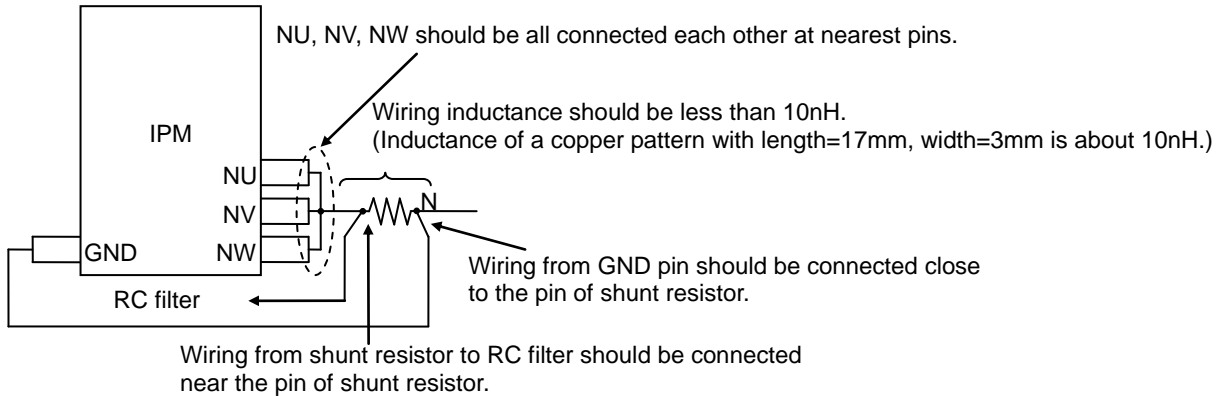 NU, NV, NW should be all connected each other at nearest pins.
Wiring inductance should be less than 10nH.
(Inductance of a copper pattern with length=17mm, width=3mm is about 10nH.)
IPM
NU
NV
N
GND
NW
Wiring from GND pin should be connected close
to the pin of shunt resistor.
RC filter
Wiring from shunt resistor to RC filter should be connected
near the pin of shunt resistor.